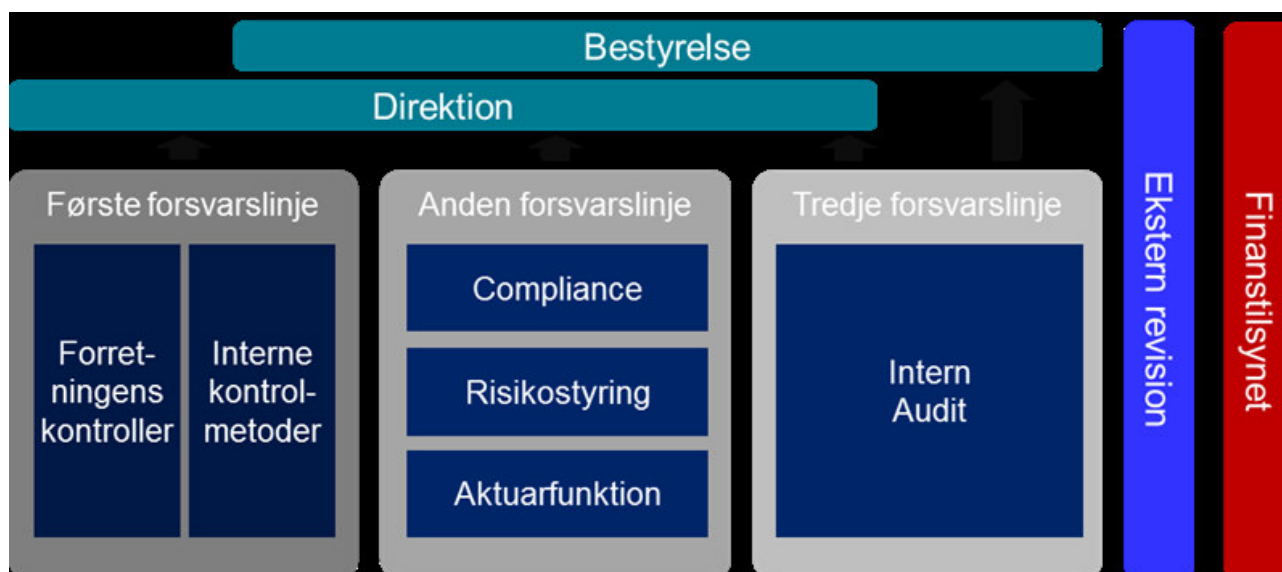 Bestyrelse
Direktion
Første forsvarslinje
Forret-
ningens
kontroller
Interne
kontrol-
metoder
Anden forsvarslinje
Compliance
Risikostyring
Aktuarfunktion
Tredje forsvarslinje
Intern
Audit
Ekstern revision
Finanstilsynet